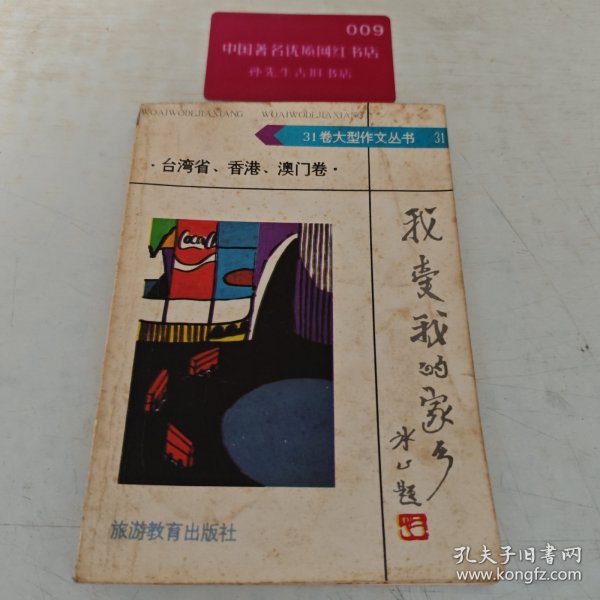 009
中国著名优质网红书店
孙先生古旧书店
WOAIWODEJIAXIANG WOAIWODEJIAXIANG
31卷大型作文丛书 31
·台湾省、香港、澳门卷·
我爱我的家乡
冰心题
旅游教育出版社
孔夫子旧书网
www.kongfz.com